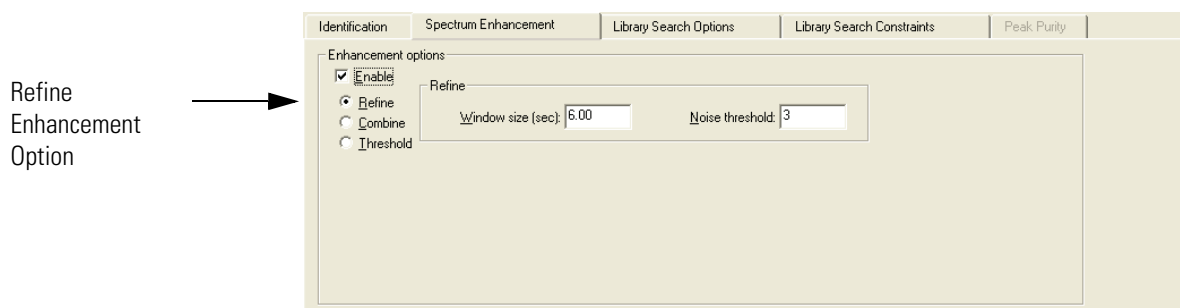 Identification Spectrum Enhancement Library Search Options Library Search Constraints Peak Purity
Enhancement options
Enable
Refine
Refine
Enhancement
Option
Refine
Combine
Threshold
Window size (sec): 6.00 Noise threshold: 3